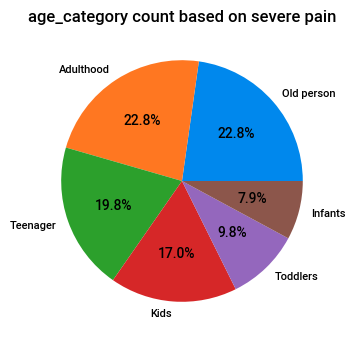 age_category count based on severe pain
Adulthood
Old person
22.8%
22.8%
19.8%
7.9%
9.8%
17.0%
Teenager
Infants
Toddlers
Kids